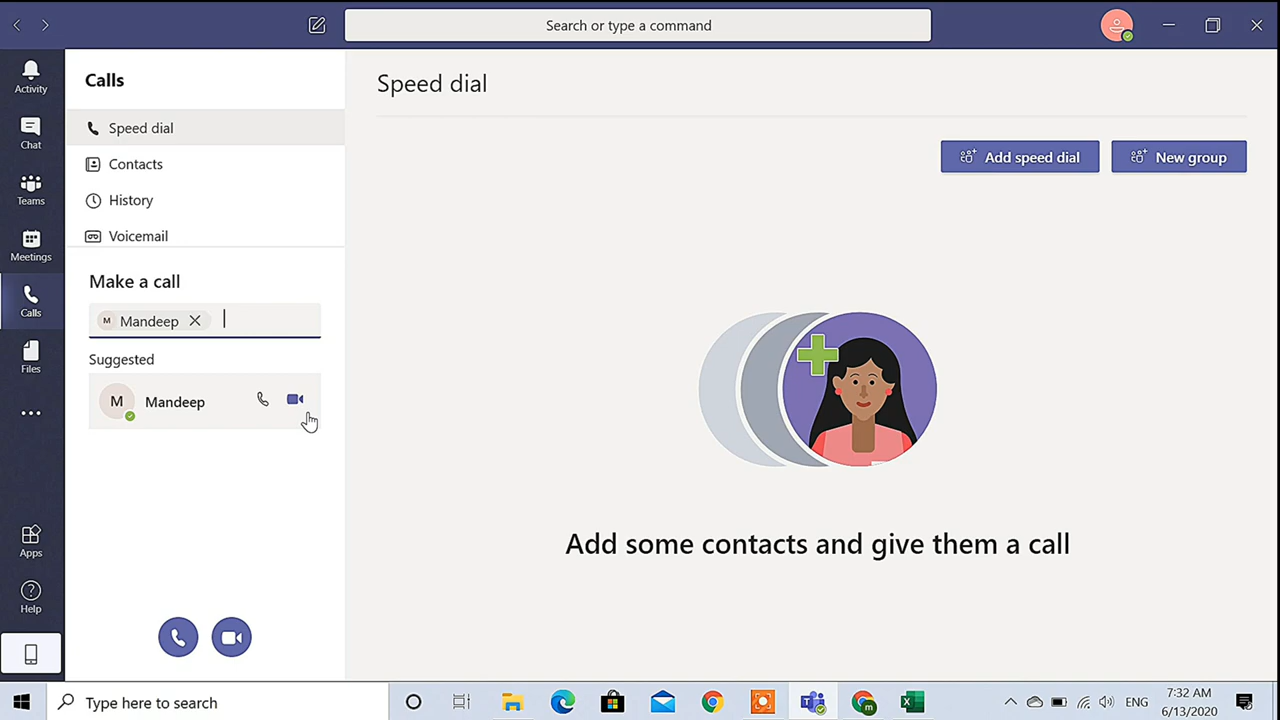 Search or type a command
Activity
Chat
Teams
Meetings
Calls
Files
Apps
Help
Calls
Speed dial
Contacts
History
Voicemail
Make a call
M Mandeep
Suggested
M Mandeep
Speed dial
Add speed dial
New group
Add some contacts and give them a call
Type here to search
m
ENG
7:32 AM
6/13/2020